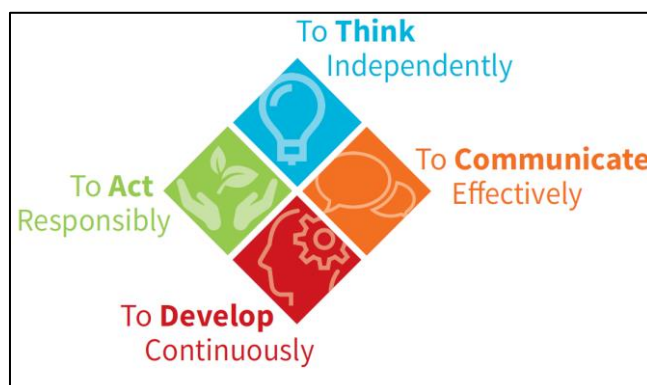 To Think
Independently
To Communicate
Effectively
To Act
Responsibly
To Develop
Continuously